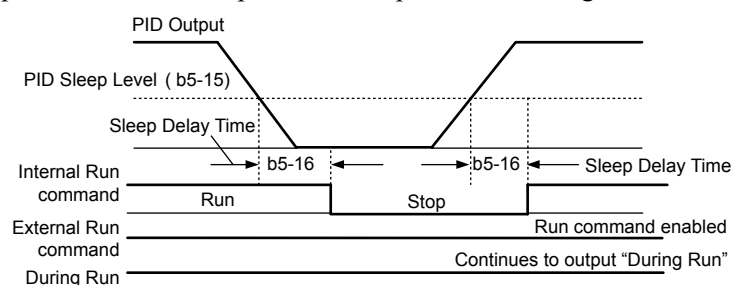 PID Output
PID Sleep Level ( b5-15)
Sleep Delay Time
b5-16
b5-16
Sleep Delay Time
Internal Run
command
Run
Stop
External Run
command
Run command enabled
Continues to output “During Run”
During Run